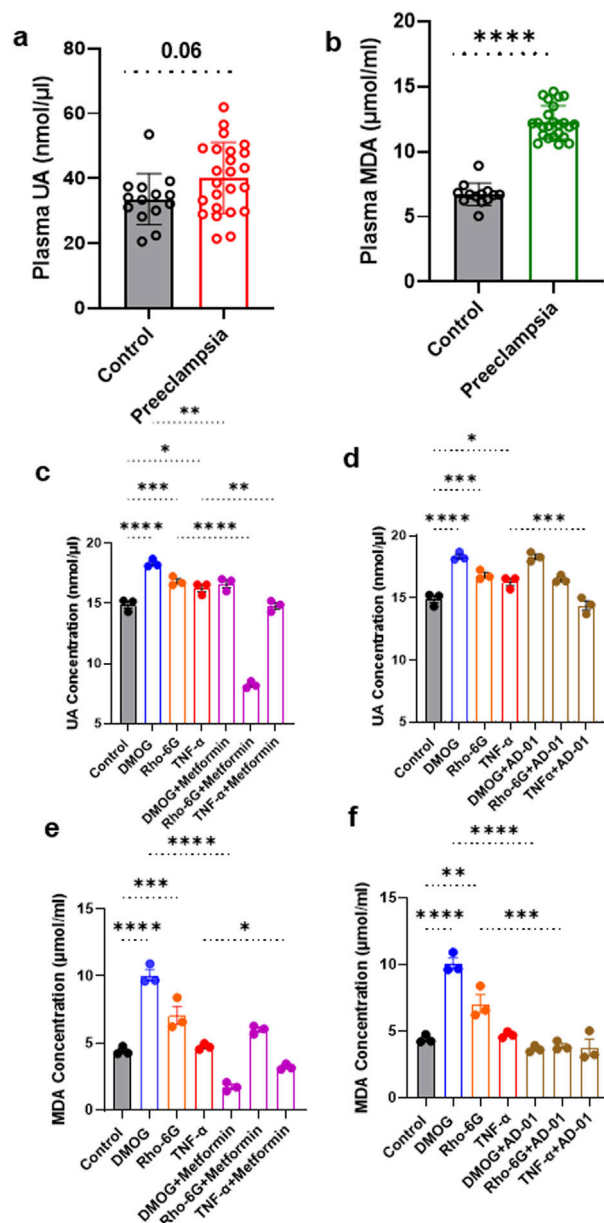 a
0.06
80
60
40
20
0
Plasma UA (nmol/µl)
Control
Preeclampsia
b
****
20
15
10
5
0
Plasma MDA (µmol/ml)
Control
Preeclampsia
c
**
*
**
***
****
****
20
15
10
5
UA Concentration (nmol/µl)
Control
DMOG
Rho-6G
TNF-α
DMOG+Metformin
Rho-6G+Metformin
TNF-α+Metformin
d
*
***
****
***
20
15
10
5
UA Concentration (nmol/µl)
Control
DMOG
Rho-6G
TNF-α
DMOG+AD-01
Rho-6G+AD-01
TNFα+AD-01
e
****
***
****
*
15
10
5
0
MDA Concentration (µmol/ml)
Control
DMOG
Rho-6G
TNF-α
DMOG+Metformin
Rho-6G+Metformin
TNF-α+Metformin
f
****
**
****
***
15
10
5
0
MDA Concentration (µmol/ml)
Control
DMOG
Rho-6G
TNF-α
DMOG+AD-01
Rho-6G+AD-01
TNF-α+AD-01